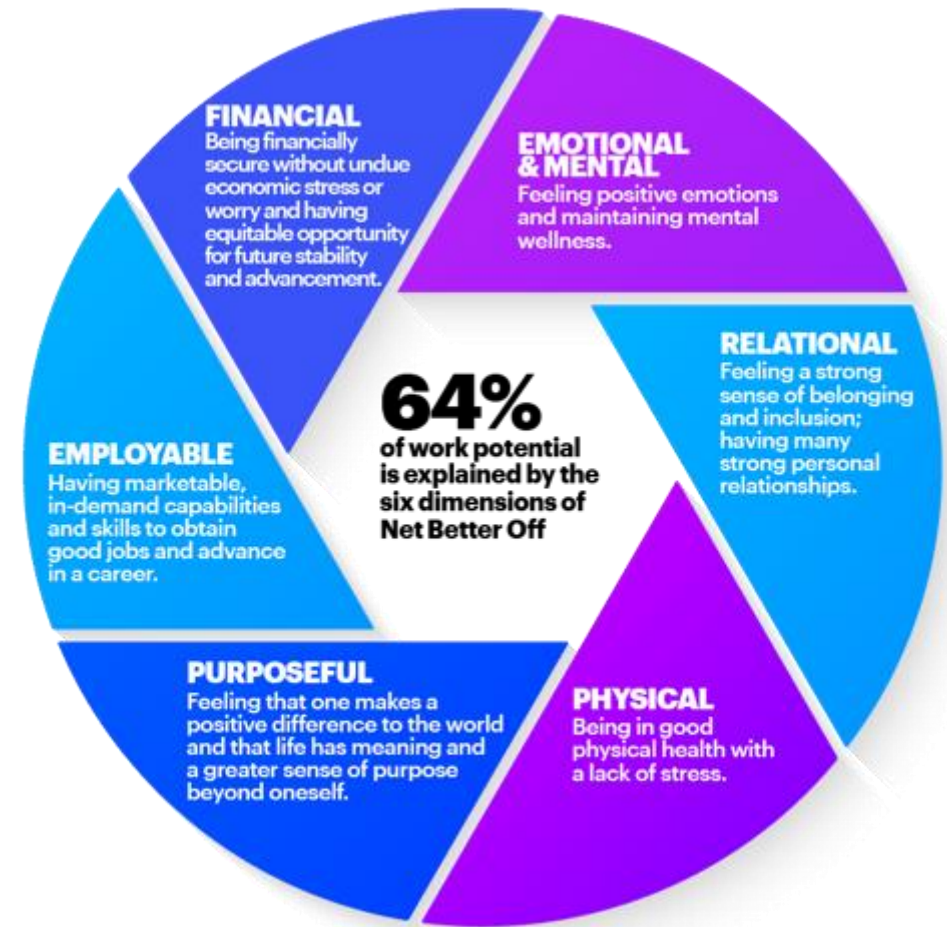 FINANCIAL
Being financially
secure without undue
economic stress or
worry and having
equitable opportunity
for future stability
and advancement.
EMOTIONAL
& MENTAL
Feeling positive emotions
and maintaining mental
wellness.
RELATIONAL
Feeling a strong
sense of belonging
and inclusion;
having many
strong personal
relationships.
64%
of work potential
is explained by the
six dimensions of
Net Better Off
EMPLOYABLE
Having marketable,
in-demand capabilities
and skills to obtain
good jobs and advance
in a career.
PURPOSEFUL
Feeling that one makes a
positive difference to the world
and that life has meaning and
a greater sense of purpose
beyond oneself.
PHYSICAL
Being in good
physical health with
a lack of stress.